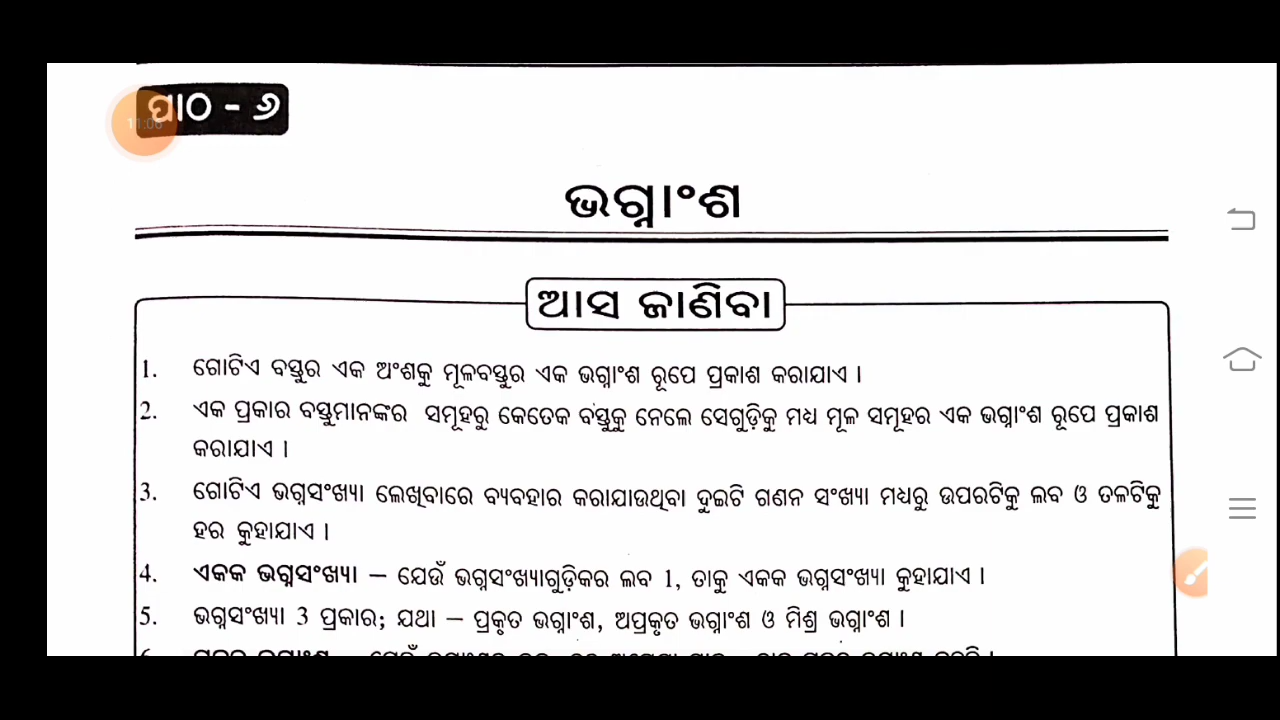 ପାଠ - ୬
11:06
ଭଗ୍ନାଂଶ
ଆସ ଜାଣିବା
1. ଗୋଟିଏ ବସ୍ତୁର ଏକ ଅଂଶକୁ ମୂଳବସ୍ତୁର ଏକ ଭଗ୍ନାଂଶ ରୂପେ ପ୍ରକାଶ କରାଯାଏ ।
2. ଏକ ପ୍ରକାର ବସ୍ତୁମାନଙ୍କର ସମୂହରୁ କେତେକ ବସ୍ତୁକୁ ନେଲେ ସେଗୁଡ଼ିକୁ ମଧ୍ୟ ମୂଳ ସମୂହର ଏକ ଭଗ୍ନାଂଶ ରୂପେ ପ୍ରକାଶ
କରାଯାଏ ।
3. ଗୋଟିଏ ଭଗ୍ନସଂଖ୍ୟା ଲେଖିବାରେ ବ୍ୟବହାର କରାଯାଉଥିବା ଦୁଇଟି ଗଣନ ସଂଖ୍ୟା ମଧ୍ୟରୁ ଉପରଟିକୁ ଲବ ଓ ତଳଟିକୁ
ହର କୁହାଯାଏ ।
4. ଏକକ ଭଗ୍ନସଂଖ୍ୟା – ଯେଉଁ ଭଗ୍ନସଂଖ୍ୟାଗୁଡ଼ିକର ଲବ 1, ତାକୁ ଏକକ ଭଗ୍ନସଂଖ୍ୟା କୁହାଯାଏ ।
5. ଭଗ୍ନସଂଖ୍ୟା 3 ପ୍ରକାର; ଯଥା – ପ୍ରକୃତ ଭଗ୍ନାଂଶ, ଅପ୍ରକୃତ ଭଗ୍ନାଂଶ ଓ ମିଶ୍ର ଭଗ୍ନାଂଶ ।